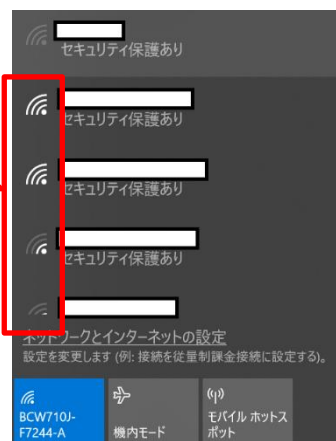 セキュリティ保護あり
セキュリティ保護あり
セキュリティ保護あり
セキュリティ保護あり
ネットワークとインターネットの設定
設定を変更します (例: 接続を従量制課金接続に設定する)。
BCW710J-
F7244-A
機内モード
モバイル ホットス
ポット